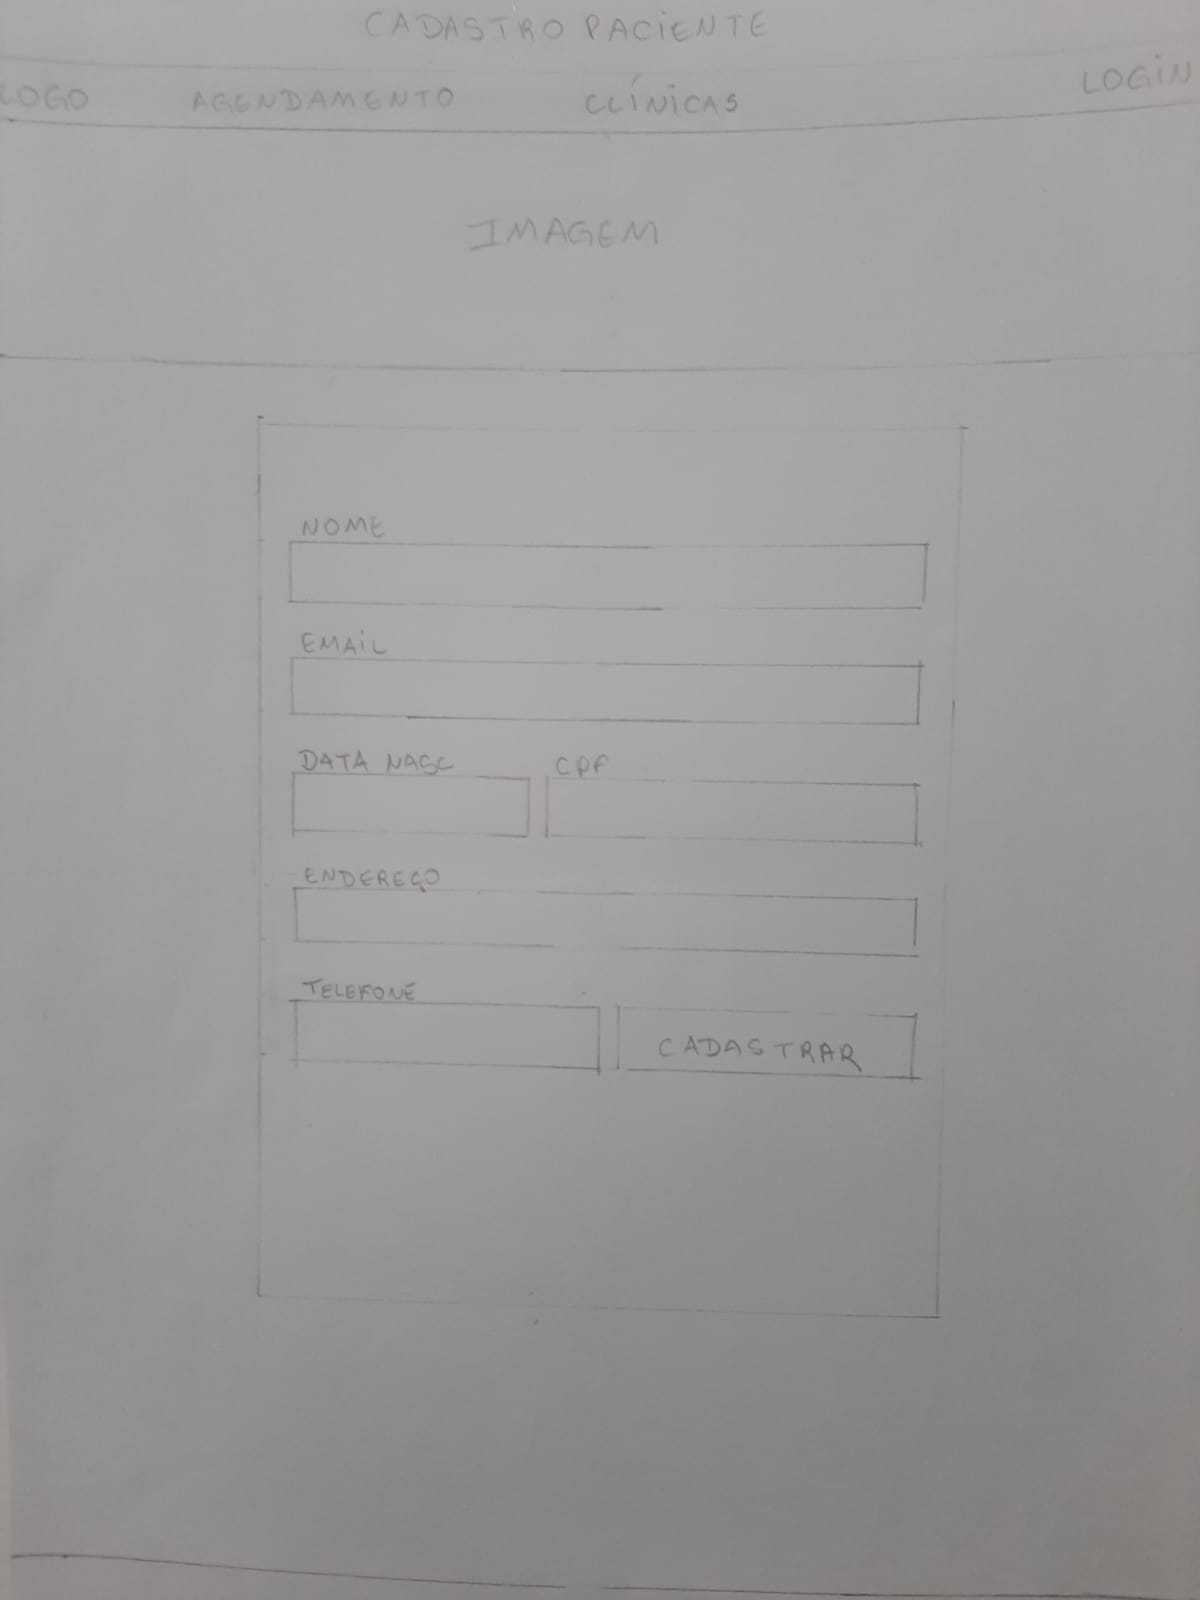 CADASTRO PACIENTE
LOGO AGENDAMENTO CLÍNICAS LOGIN
IMAGEM
NOME
EMAIL
DATA NASC CPF
ENDEREÇO
TELEFONE
CADASTRAR